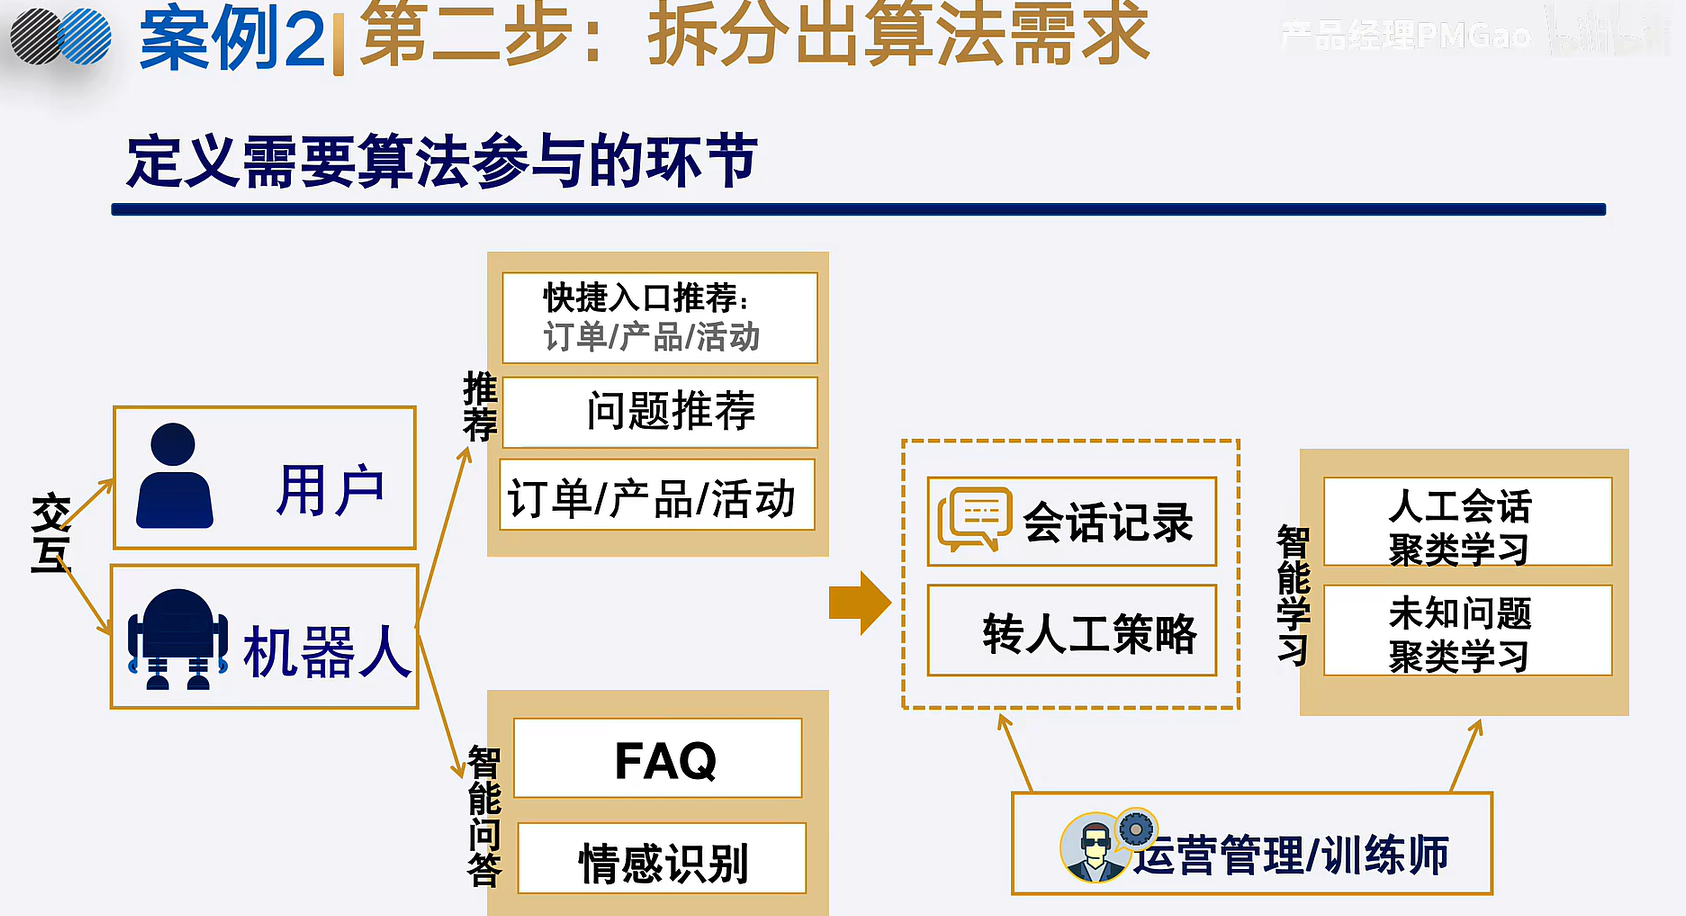 案例2 第二步：拆分出算法需求
产品经理PMGao
定义需要算法参与的环节
交互
用户
机器人
推荐
快捷入口推荐：
订单/产品/活动
问题推荐
订单/产品/活动
智能问答
FAQ
情感识别
会话记录
转人工策略
智能学习
人工会话
聚类学习
未知问题
聚类学习
运营管理/训练师